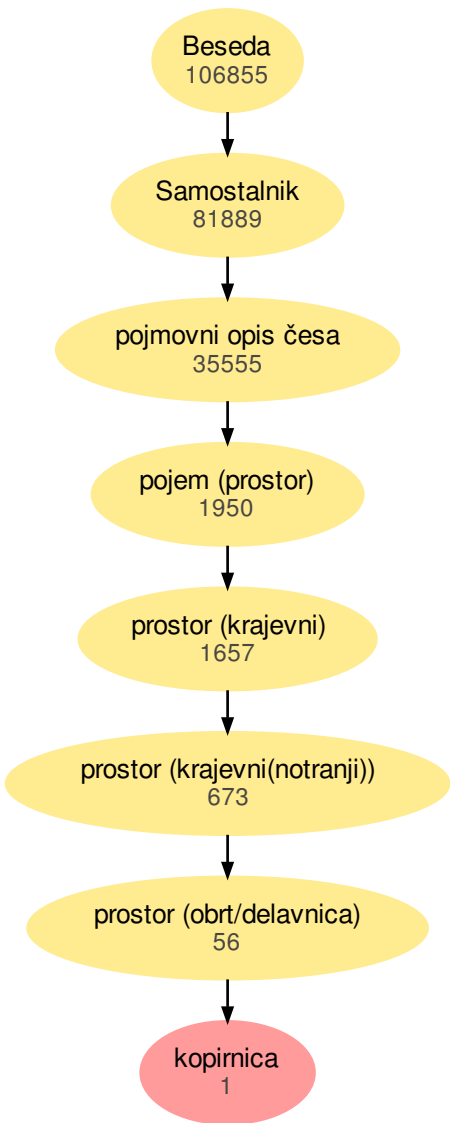 Beseda
106855
Samostalnik
81889
pojmovni opis česa
35555
pojem (prostor)
1950
prostor (krajevni)
1657
prostor (krajevni(notranji))
673
prostor (obrt/delavnica)
56
kopirnica
1